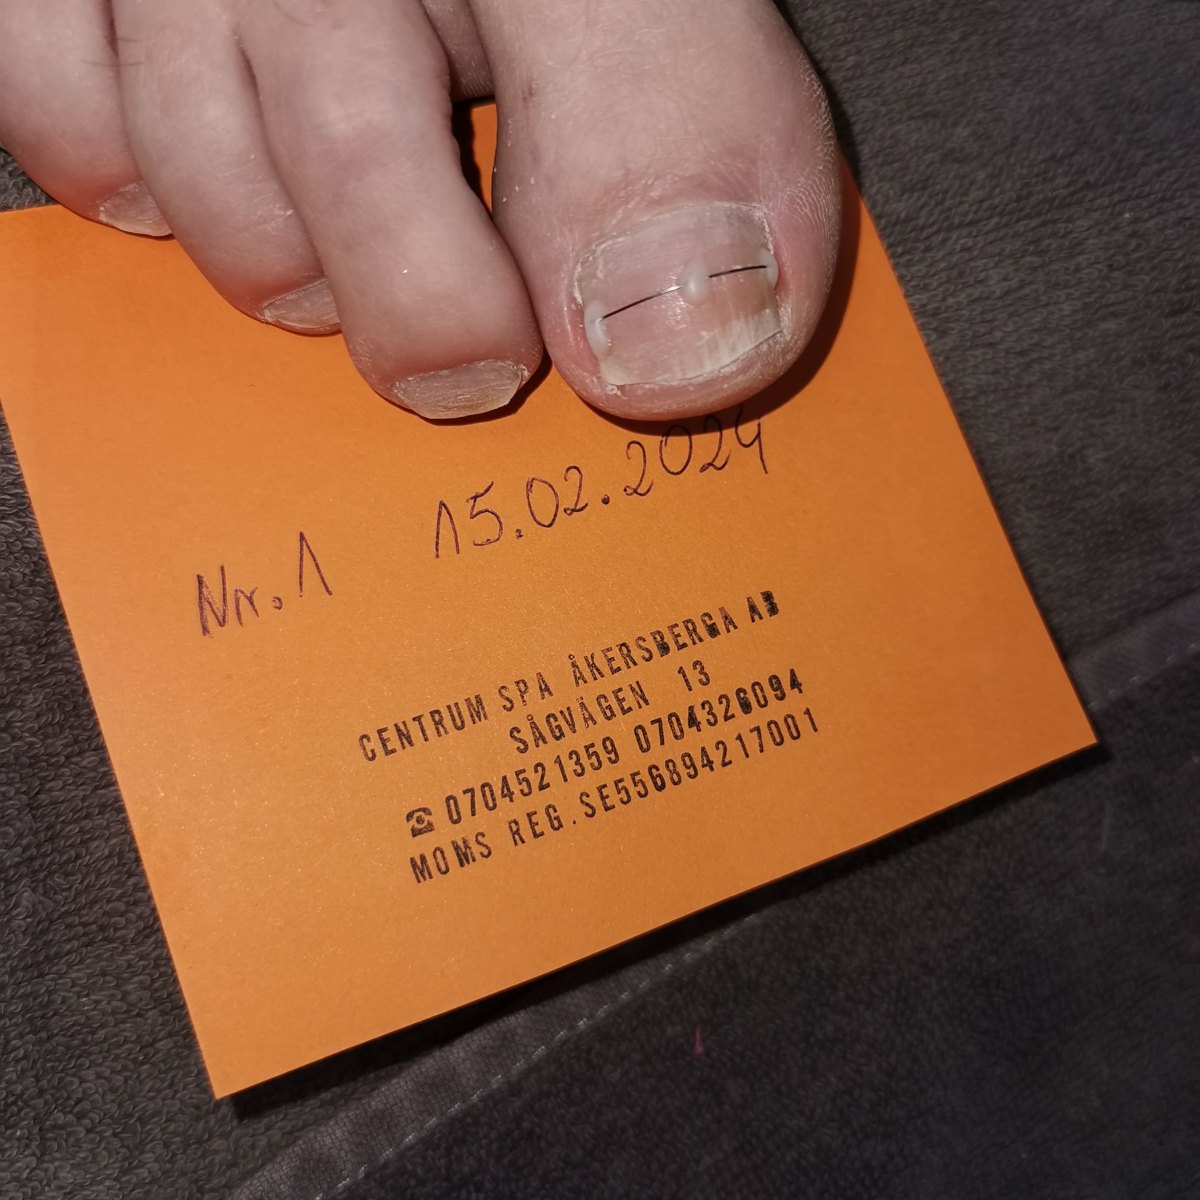 Nr. 1 15.02.2024
CENTRUM SPA ÅKERSBERGA AB
SÅGVÄGEN 13
☎0704521359 0704326094
MOMS REG.SE556894217001